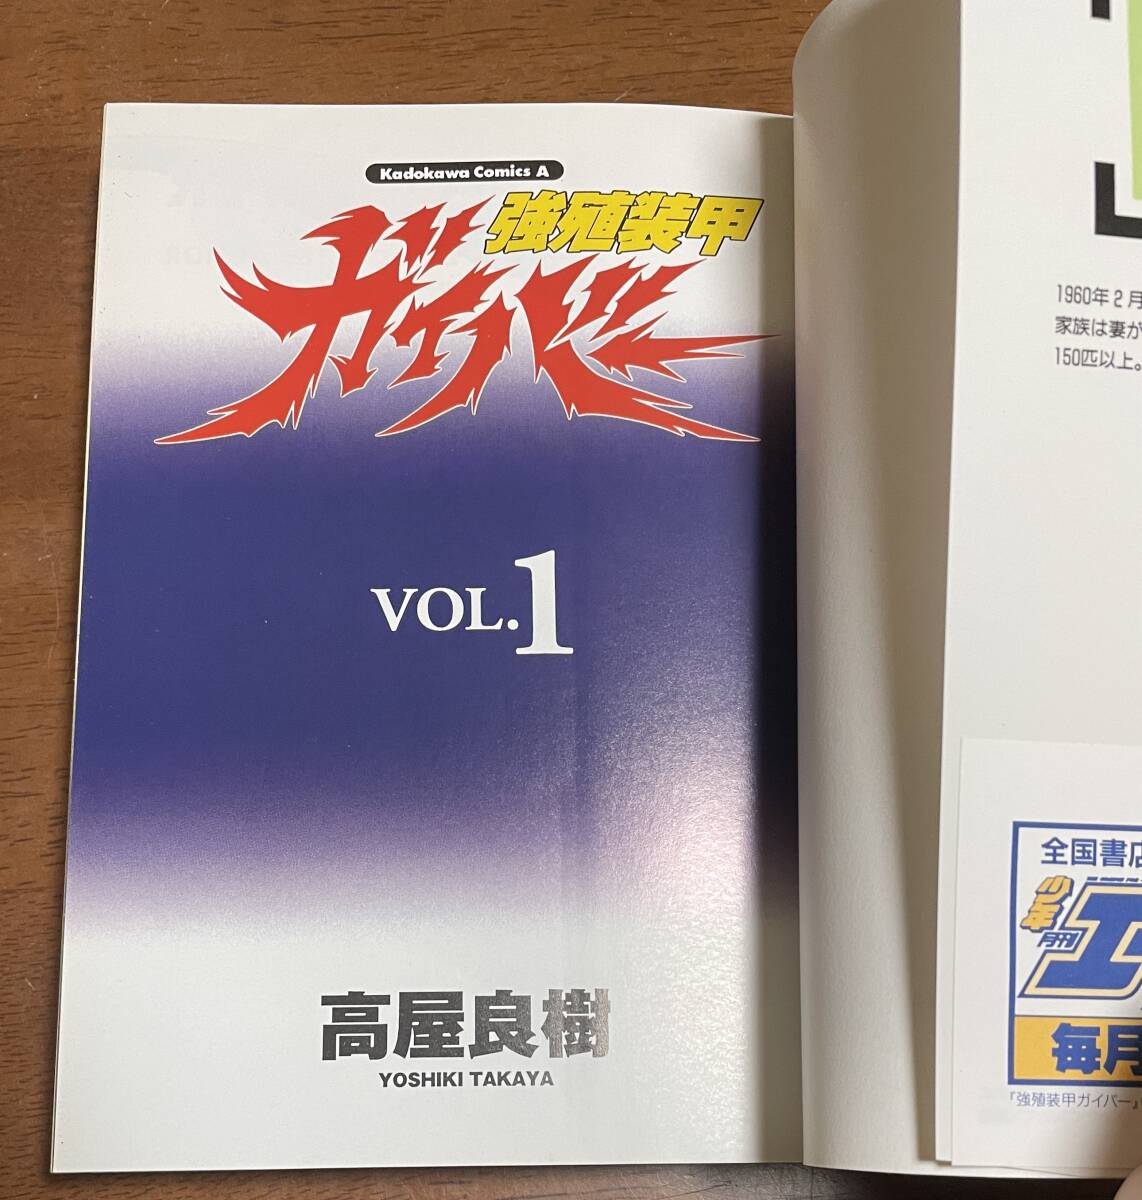 Kadokawa Comics A
強殖装甲
ガイバー
VOL.1
高屋良樹
YOSHIKI TAKAYA
1960年2月
家族は妻が
150匹以上。
全国書店
月刊
少年
エ
毎月
『強殖装甲ガイバー』